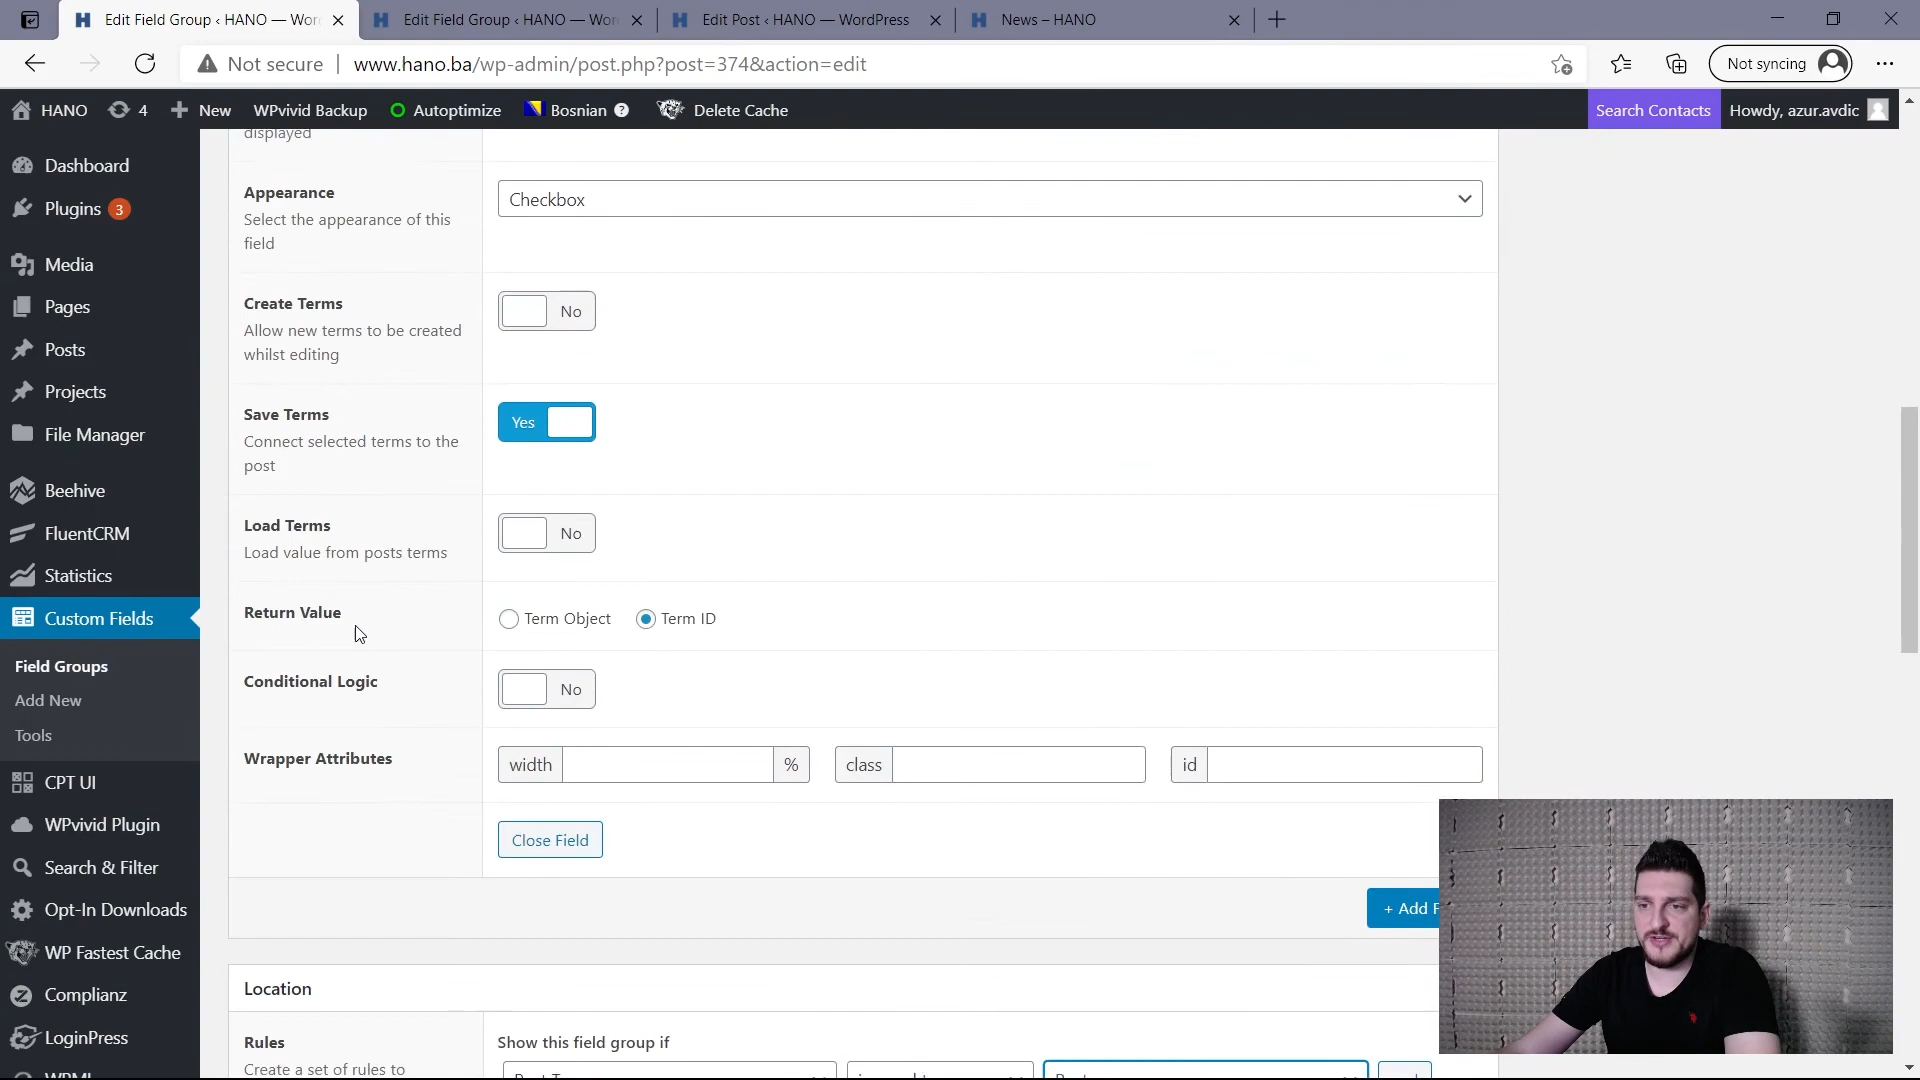 Edit Field Group ‹ HANO — Wor
Edit Field Group ‹ HANO — Wor
Edit Post ‹ HANO — WordPress
News – HANO
Not secure
www.hano.ba/wp-admin/post.php?post=374&action=edit
Not syncing
HANO
4
New
WPvivid Backup
Autoptimize
Bosnian
Delete Cache
Search Contacts
Howdy, azur.avdic
Dashboard
Plugins 3
Media
Pages
Posts
Projects
File Manager
Beehive
FluentCRM
Statistics
Custom Fields
Field Groups
Add New
Tools
CPT UI
WPvivid Plugin
Search & Filter
Opt-In Downloads
WP Fastest Cache
Complianz
LoginPress
displayed
Appearance
Select the appearance of this
field
Checkbox
Create Terms
Allow new terms to be created
whilst editing
No
Save Terms
Connect selected terms to the
post
Yes
Load Terms
Load value from posts terms
No
Return Value
Term Object
Term ID
Conditional Logic
No
Wrapper Attributes
width
%
class
id
Close Field
+ Add F
Location
Rules
Create a set of rules to
Show this field group if